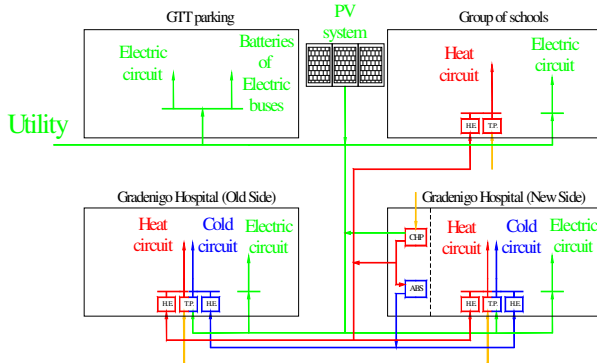 GTT parking
PV
system
Group of schools
Electric
circuit
Batteries
of
Electric
buses
Heat
circuit
Electric
circuit
H.E.
T.P.
Utility
Gradenigo Hospital (Old Side)
Gradenigo Hospital (New Side)
Heat
circuit
Cold
circuit
Electric
circuit
CHP
Heat
circuit
Cold
circuit
Electric
circuit
ABS
H.E.
T.P.
H.E.
H.E.
T.P.
H.E.